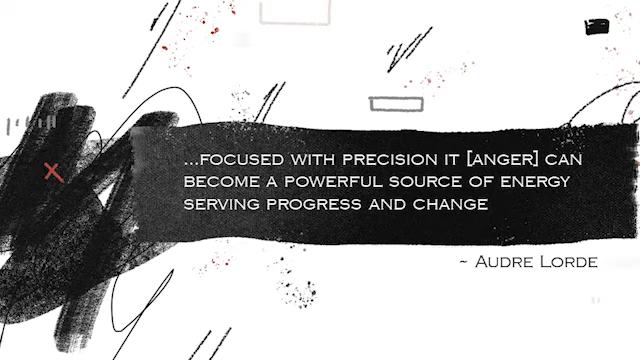 ...FOCUSED WITH PRECISION IT [ANGER] CAN
BECOME A POWERFUL SOURCE OF ENERGY
SERVING PROGRESS AND CHANGE
~ AUDRE LORDE